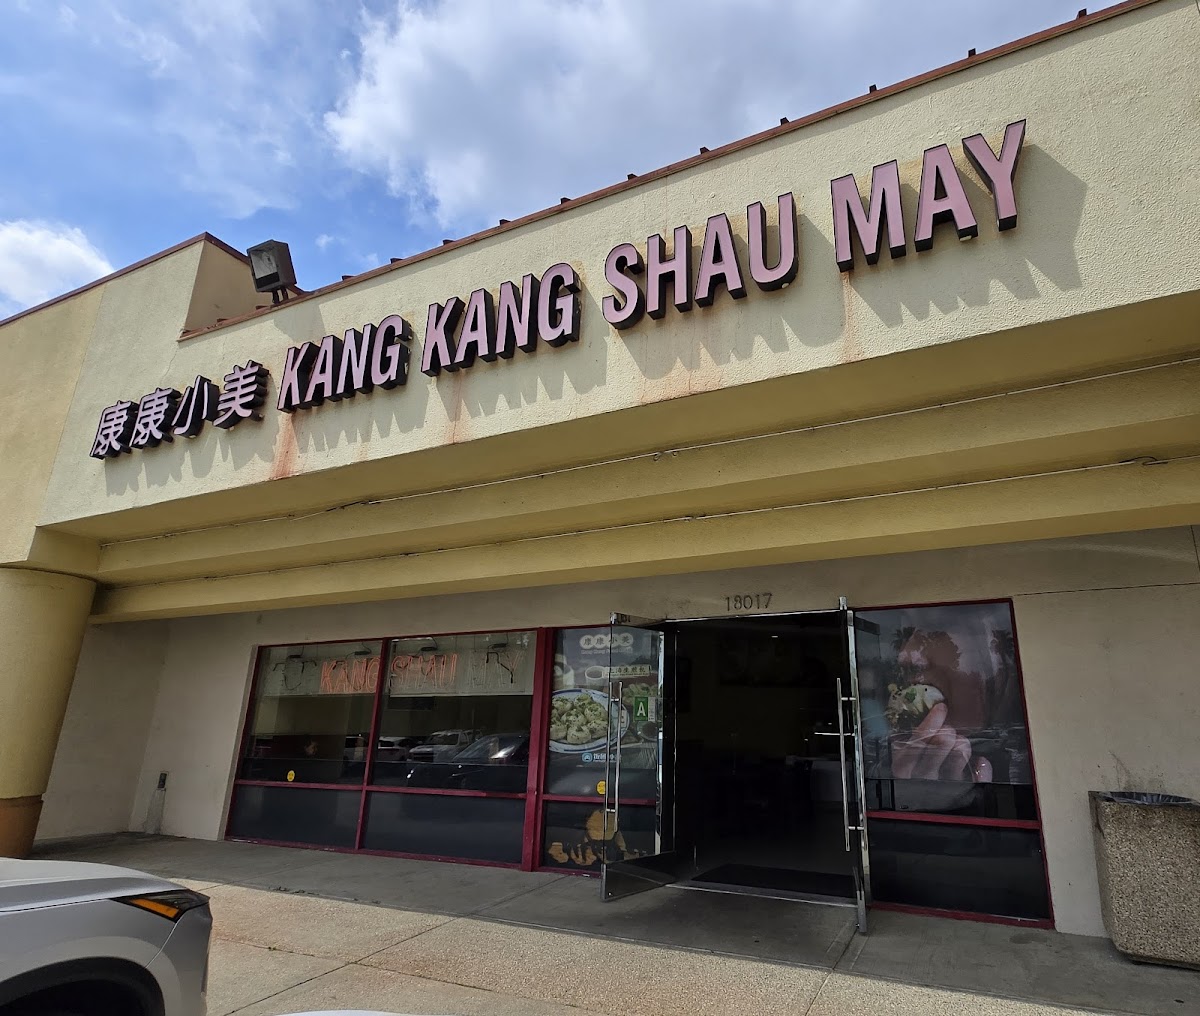 康康小美 KANG KANG SHAU MAY
18017
KANG SHAU
A